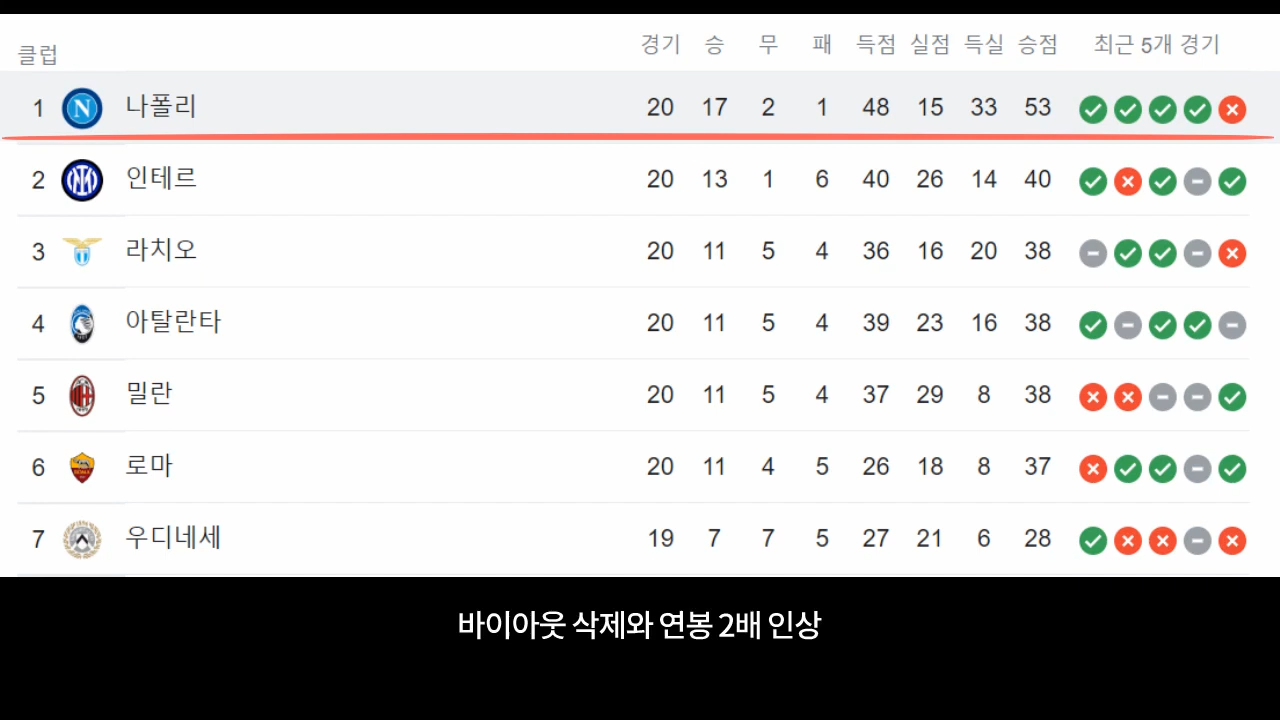 클럽 경기 승 무 패 득점 실점 득실 승점 최근 5개 경기
1 나폴리 20 17 2 1 48 15 33 53
2 인테르 20 13 1 6 40 26 14 40
3 라치오 20 11 5 4 36 16 20 38
4 아탈란타 20 11 5 4 39 23 16 38
5 밀란 20 11 5 4 37 29 8 38
6 로마 20 11 4 5 26 18 8 37
7 우디네세 19 7 7 5 27 21 6 28
바이아웃 삭제와 연봉 2배 인상